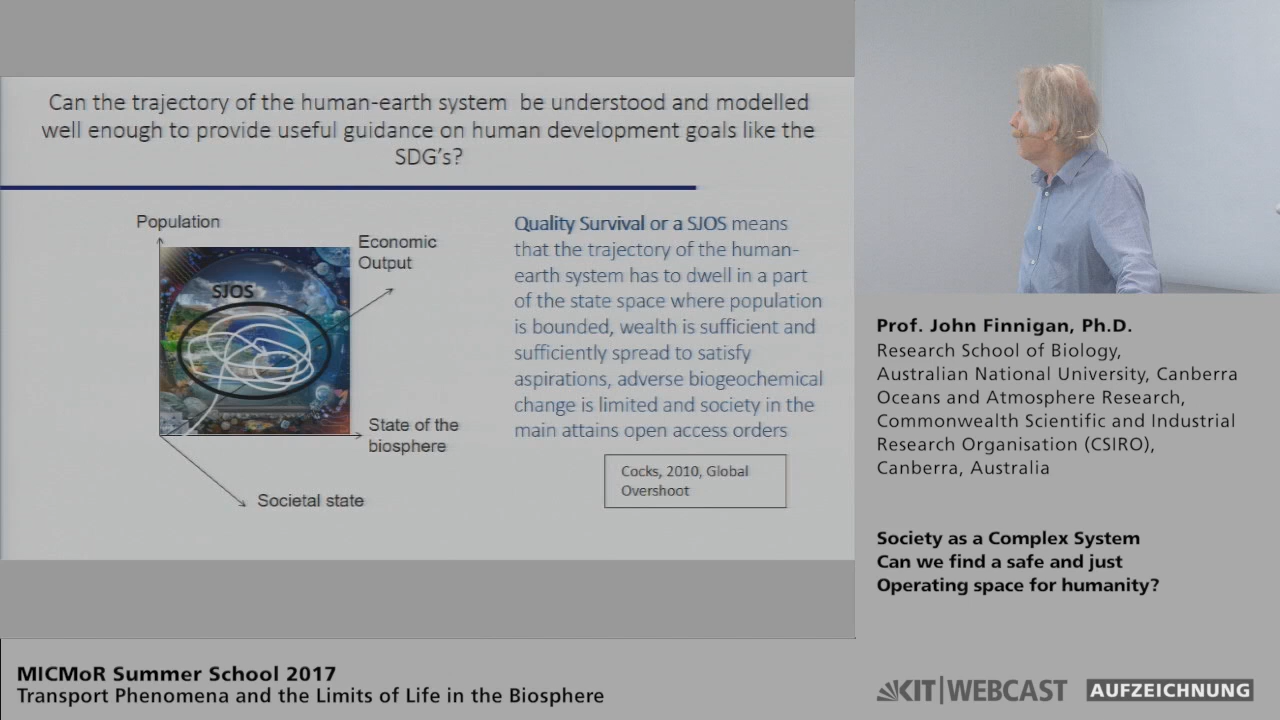 Can the trajectory of the human-earth system be understood and modelled
well enough to provide useful guidance on human development goals like the
SDG's?
Population
Economic
Output
SJOS
State of the
biosphere
Societal state
Quality Survival or a SJOS means
that the trajectory of the human-
earth system has to dwell in a part
of the state space where population
is bounded, wealth is sufficient and
sufficiently spread to satisfy
aspirations, adverse biogeochemical
change is limited and society in the
main attains open access orders
Cocks, 2010, Global
Overshoot
Prof. John Finnigan, Ph.D.
Research School of Biology,
Australian National University, Canberra
Oceans and Atmosphere Research,
Commonwealth Scientific and Industrial
Research Organisation (CSIRO),
Canberra, Australia
Society as a Complex System
Can we find a safe and just
Operating space for humanity?
MICMoR Summer School 2017
Transport Phenomena and the Limits of Life in the Biosphere
KIT|WEBCAST
AUFZEICHNUNG